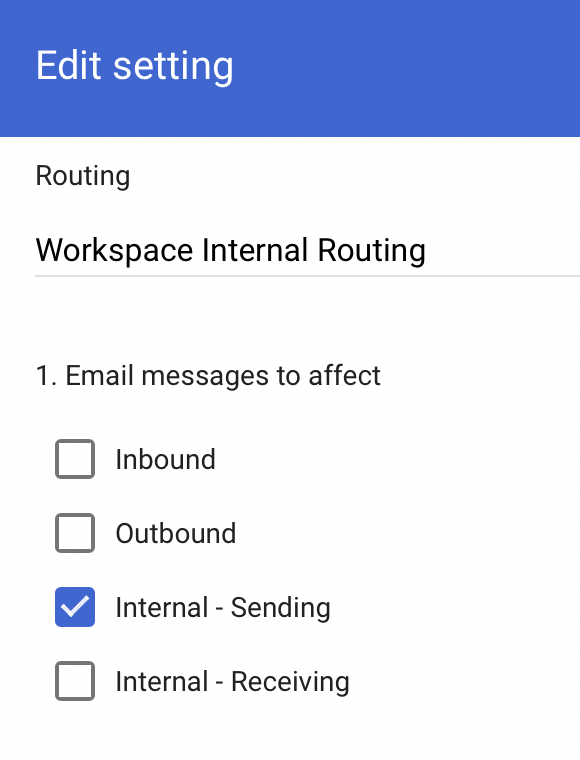 Edit setting
Routing
Workspace Internal Routing
1. Email messages to affect
Inbound
Outbound
Internal - Sending
Internal - Receiving